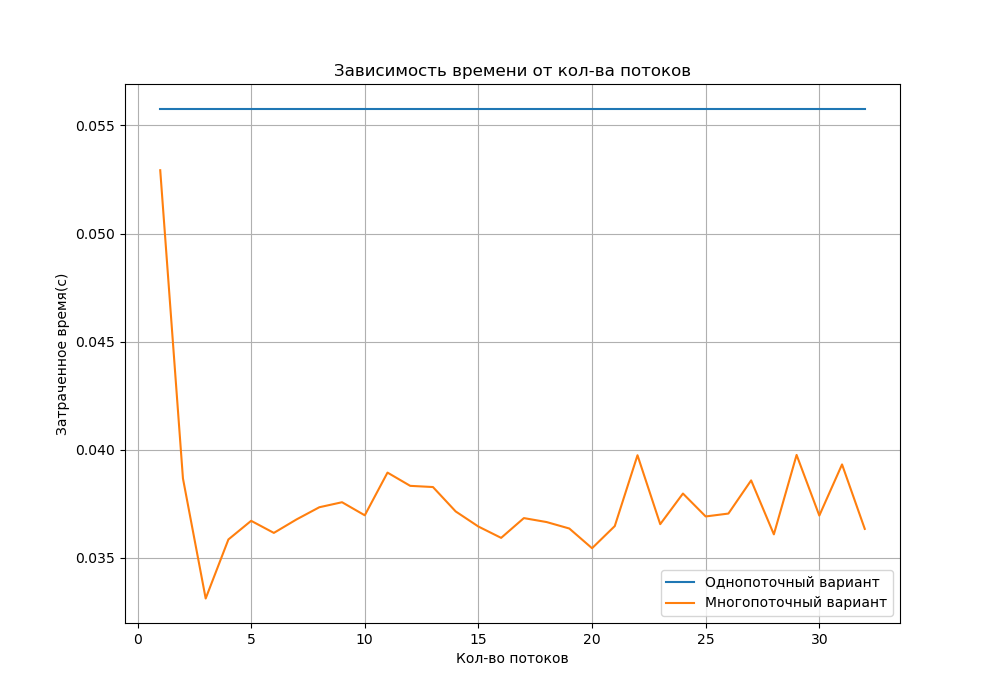 Зависимость времени от кол-ва потоков
0.055
0.050
0.045
0.040
0.035
Затраченное время(с)
0 5 10 15 20 25 30
Кол-во потоков
Однопоточный вариант
Многопоточный вариант